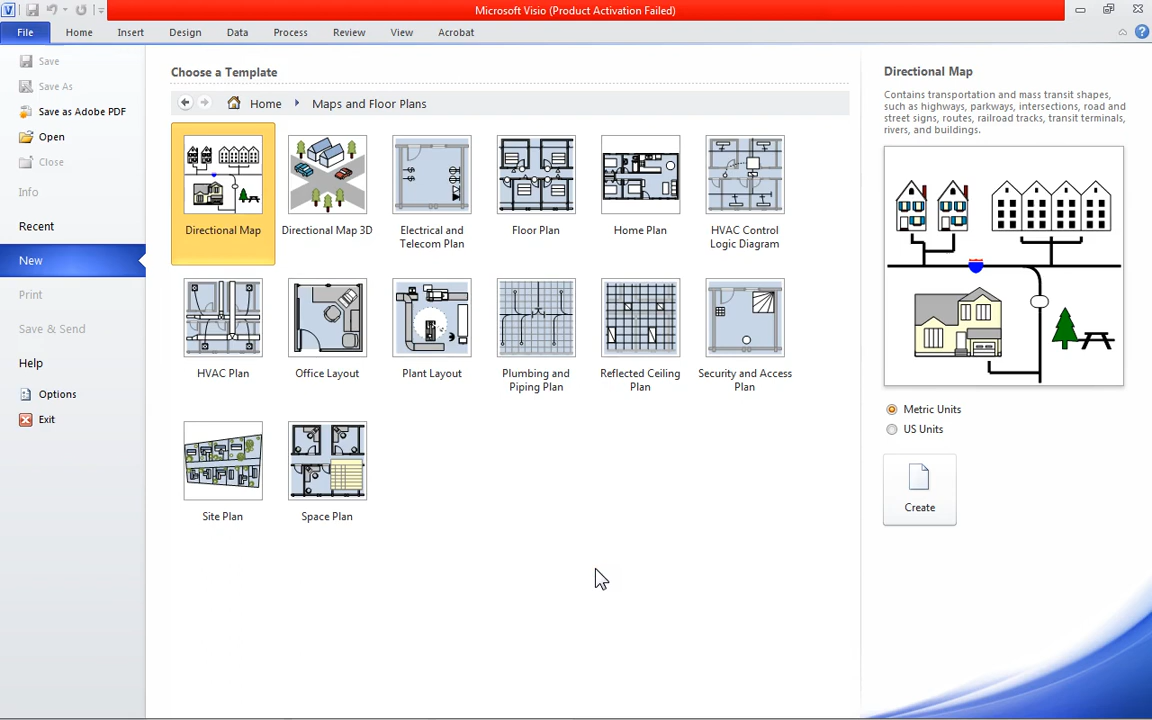 Microsoft Visio (Product Activation Failed)
File Home Insert Design Data Process Review View Acrobat
Save
Save As
Save as Adobe PDF
Open
Close
Info
Recent
New
Print
Save & Send
Help
Options
Exit
Choose a Template
Home Maps and Floor Plans
Directional Map
Directional Map 3D
Electrical and
Telecom Plan
Floor Plan
Home Plan
HVAC Control
Logic Diagram
HVAC Plan
Office Layout
Plant Layout
Plumbing and
Piping Plan
Reflected Ceiling
Plan
Security and Access
Plan
Site Plan
Space Plan
Directional Map
Contains transportation and mass transit shapes,
such as highways, parkways, intersections, road and
street signs, routes, railroad tracks, transit terminals,
rivers, and buildings.
Metric Units
US Units
Create